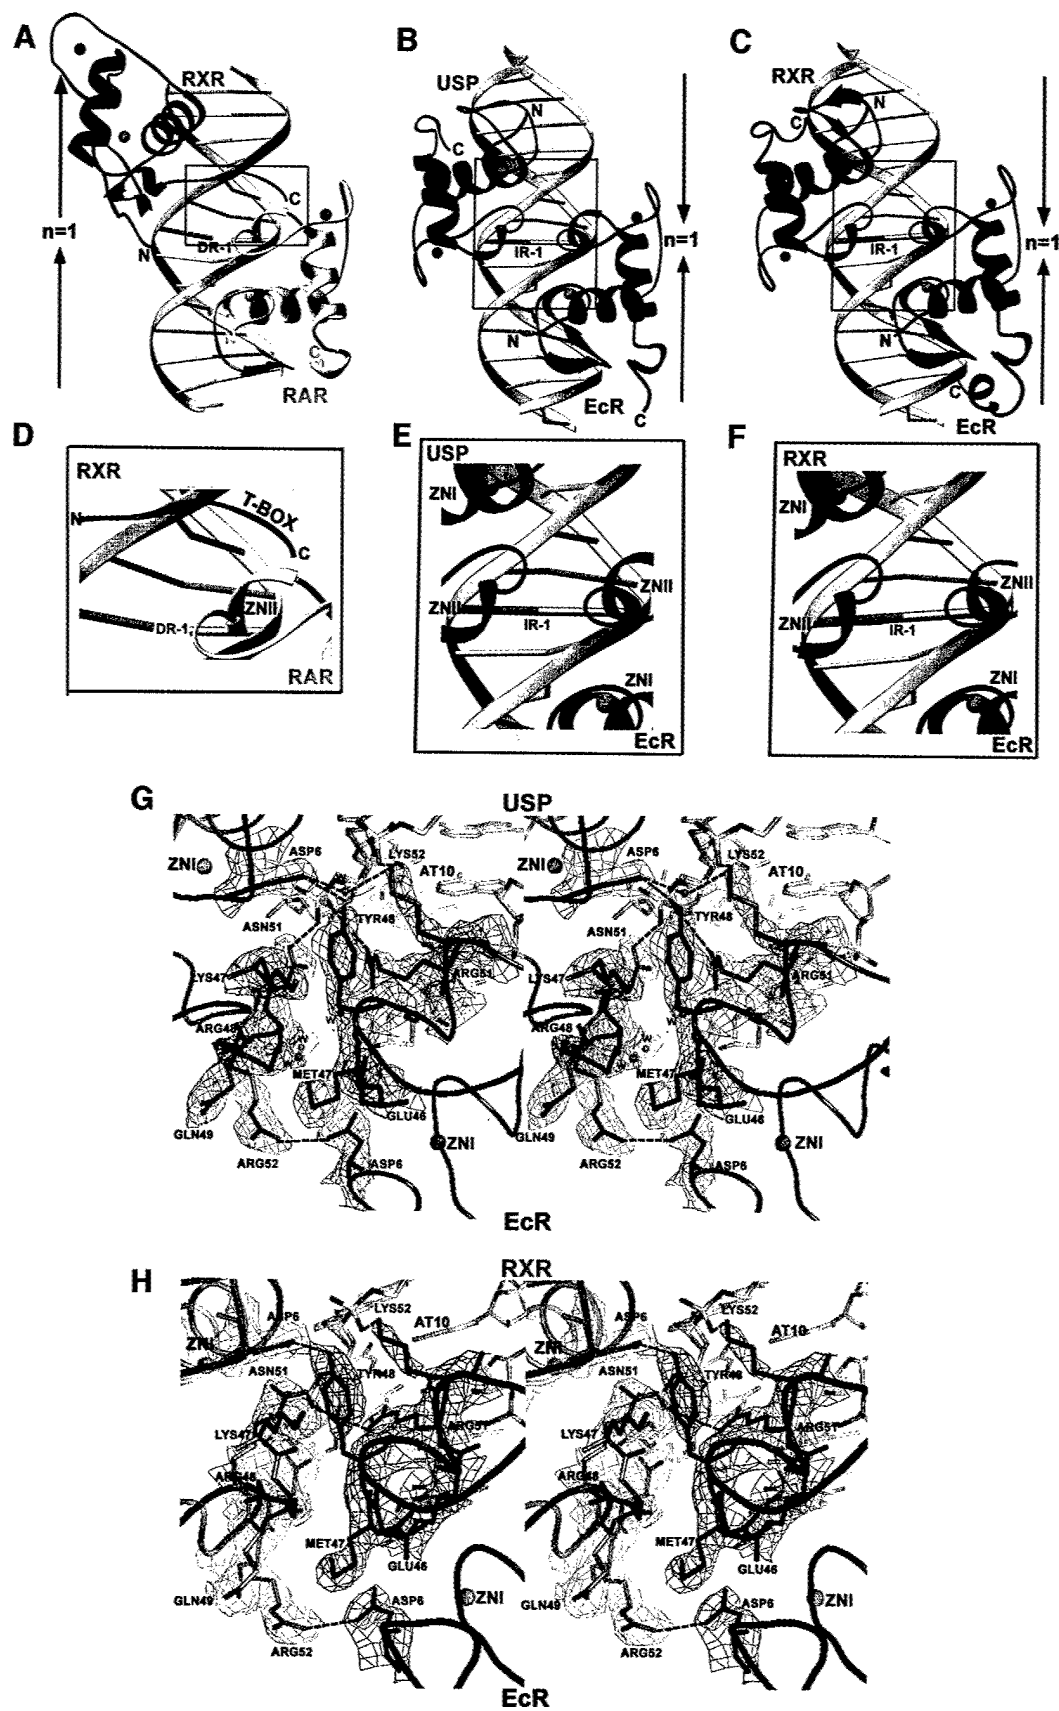 A
RXR
n=1
C
DR-1
N
N
C
RAR
B
USP
N
C
n=1
IR-1
N
EcR
C
C
RXR
N
C
n=1
IR-1
N
C
EcR
D
RXR
N
T-BOX
C
ZNII
DR-1
RAR
E
USP
ZNI
ZNII
ZNII
IR-1
ZNI
EcR
F
RXR
ZNI
ZNII
ZNII
IR-1
ZNI
EcR
G
USP
ZNI
ASP6
LYS52
AT10
ASN51
TYR48
LYS47
ARG51
ARG48
W
W
W
MET47
GLU46
GLN49
ARG52
ASP6
ZNI
ZNI
ASP6
LYS52
AT10
ASN51
TYR48
LYS47
ARG51
ARG48
W
W
W
MET47
GLU46
GLN49
ARG52
ASP6
ZNI
EcR
H
RXR
ZNI
ASP6
LYS52
AT10
ASN51
TYR48
LYS47
ARG51
ARG48
MET47
GLU46
GLN49
ARG52
ASP6
ZNI
ZNI
ASP6
LYS52
AT10
ASN51
TYR48
LYS47
ARG51
ARG48
MET47
GLU46
GLN49
ARG52
ASP6
ZNI
EcR